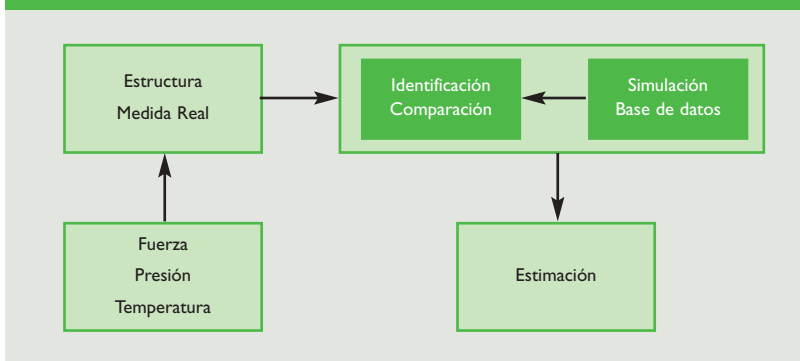 Estructura
Medida Real
Identificación
Comparación
Simulación
Base de datos
Fuerza
Presión
Temperatura
Estimación